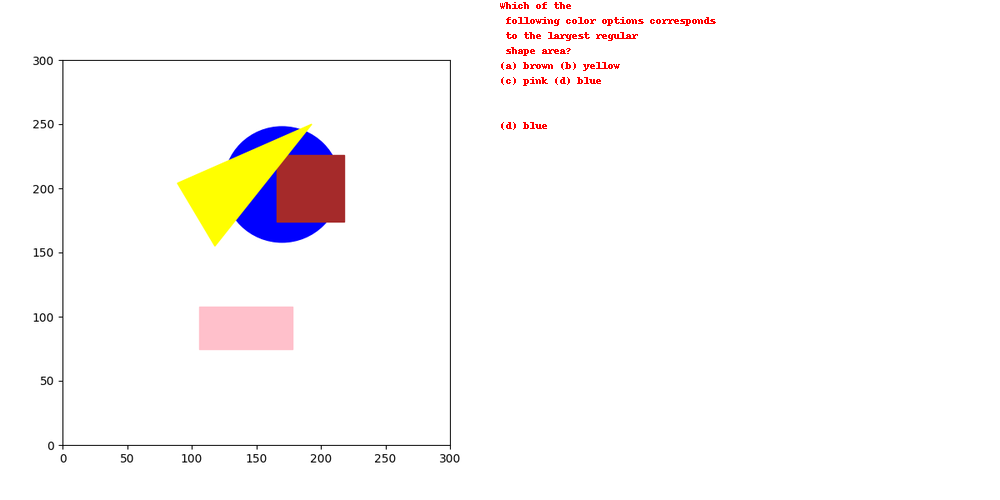 Which of the
following color options corresponds
to the largest regular
shape area?
(a) brown (b) yellow
(c) pink (d) blue
(d) blue
300
250
200
150
100
50
0
0 50 100 150 200 250 300